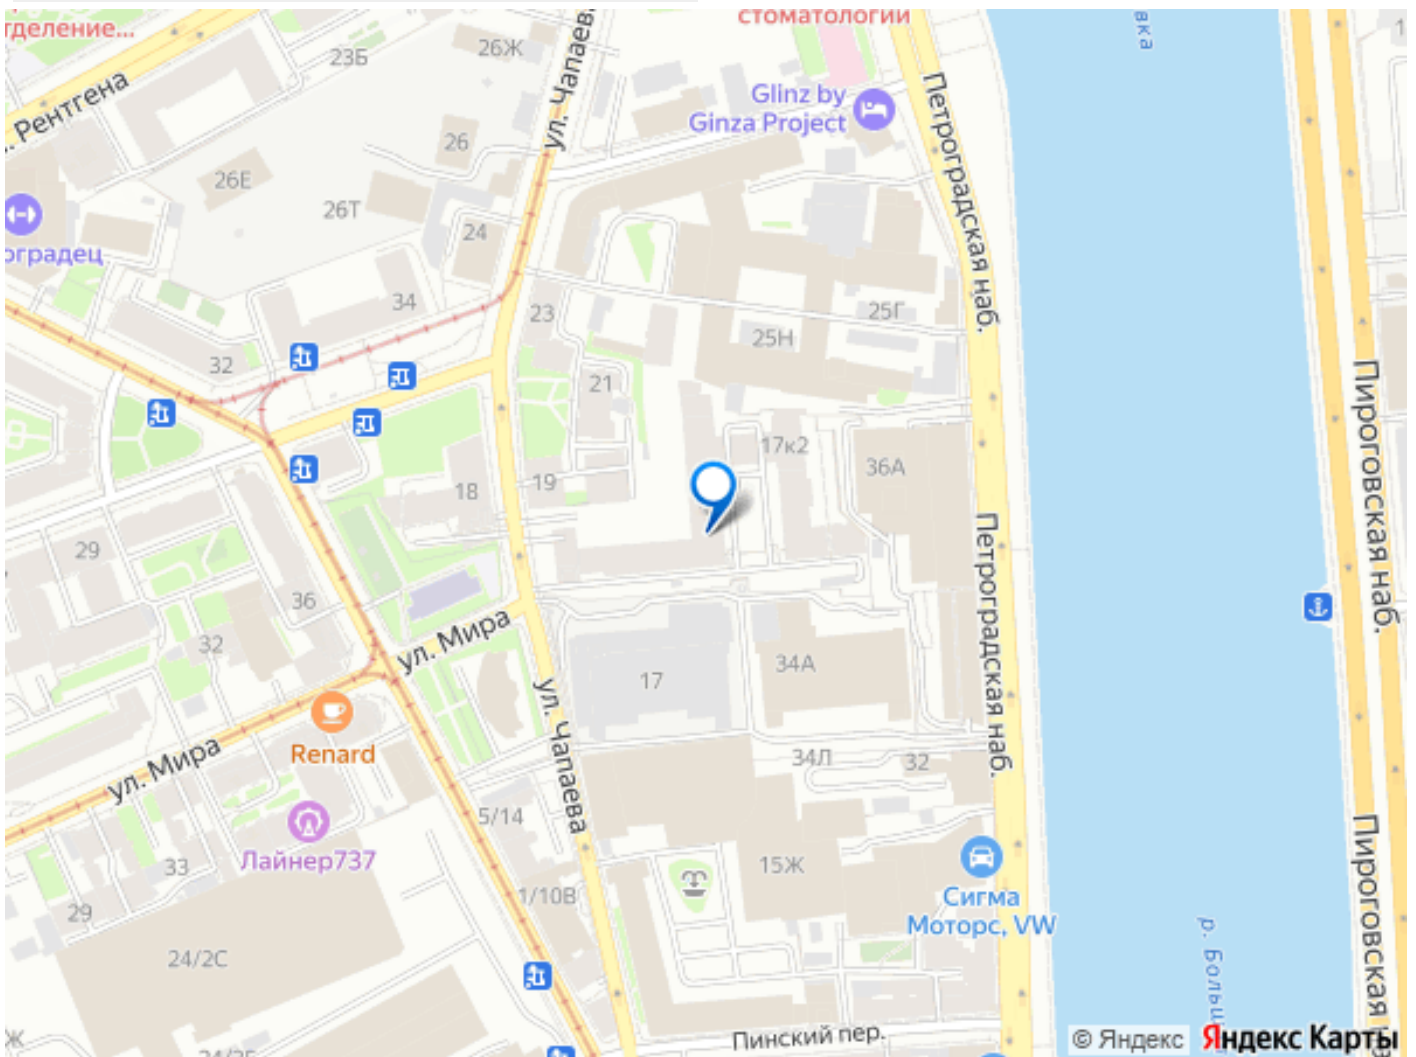 тделение...
стоматологии
вка
23Б
26Ж
ул. Чапаева
Рентгена
Glinz by
Ginza Project
26
26Е
26Т
24
Петроградская наб.
оградец
34
23
25Г
25Н
32
21
17к2
36А
18
19
Пироговская наб.
29
36
32
ул. Мира
Петроградская наб.
34А
17
Renard
ул. Мира
ул. Чапаева
34Л
32
5/14
Лайнер737
33
15Ж
1/10В
Сигма
Моторс, VW
29
24/2С
Пироговская
р. Больш
Пинский пер.
© Яндекс
Яндекс Карты